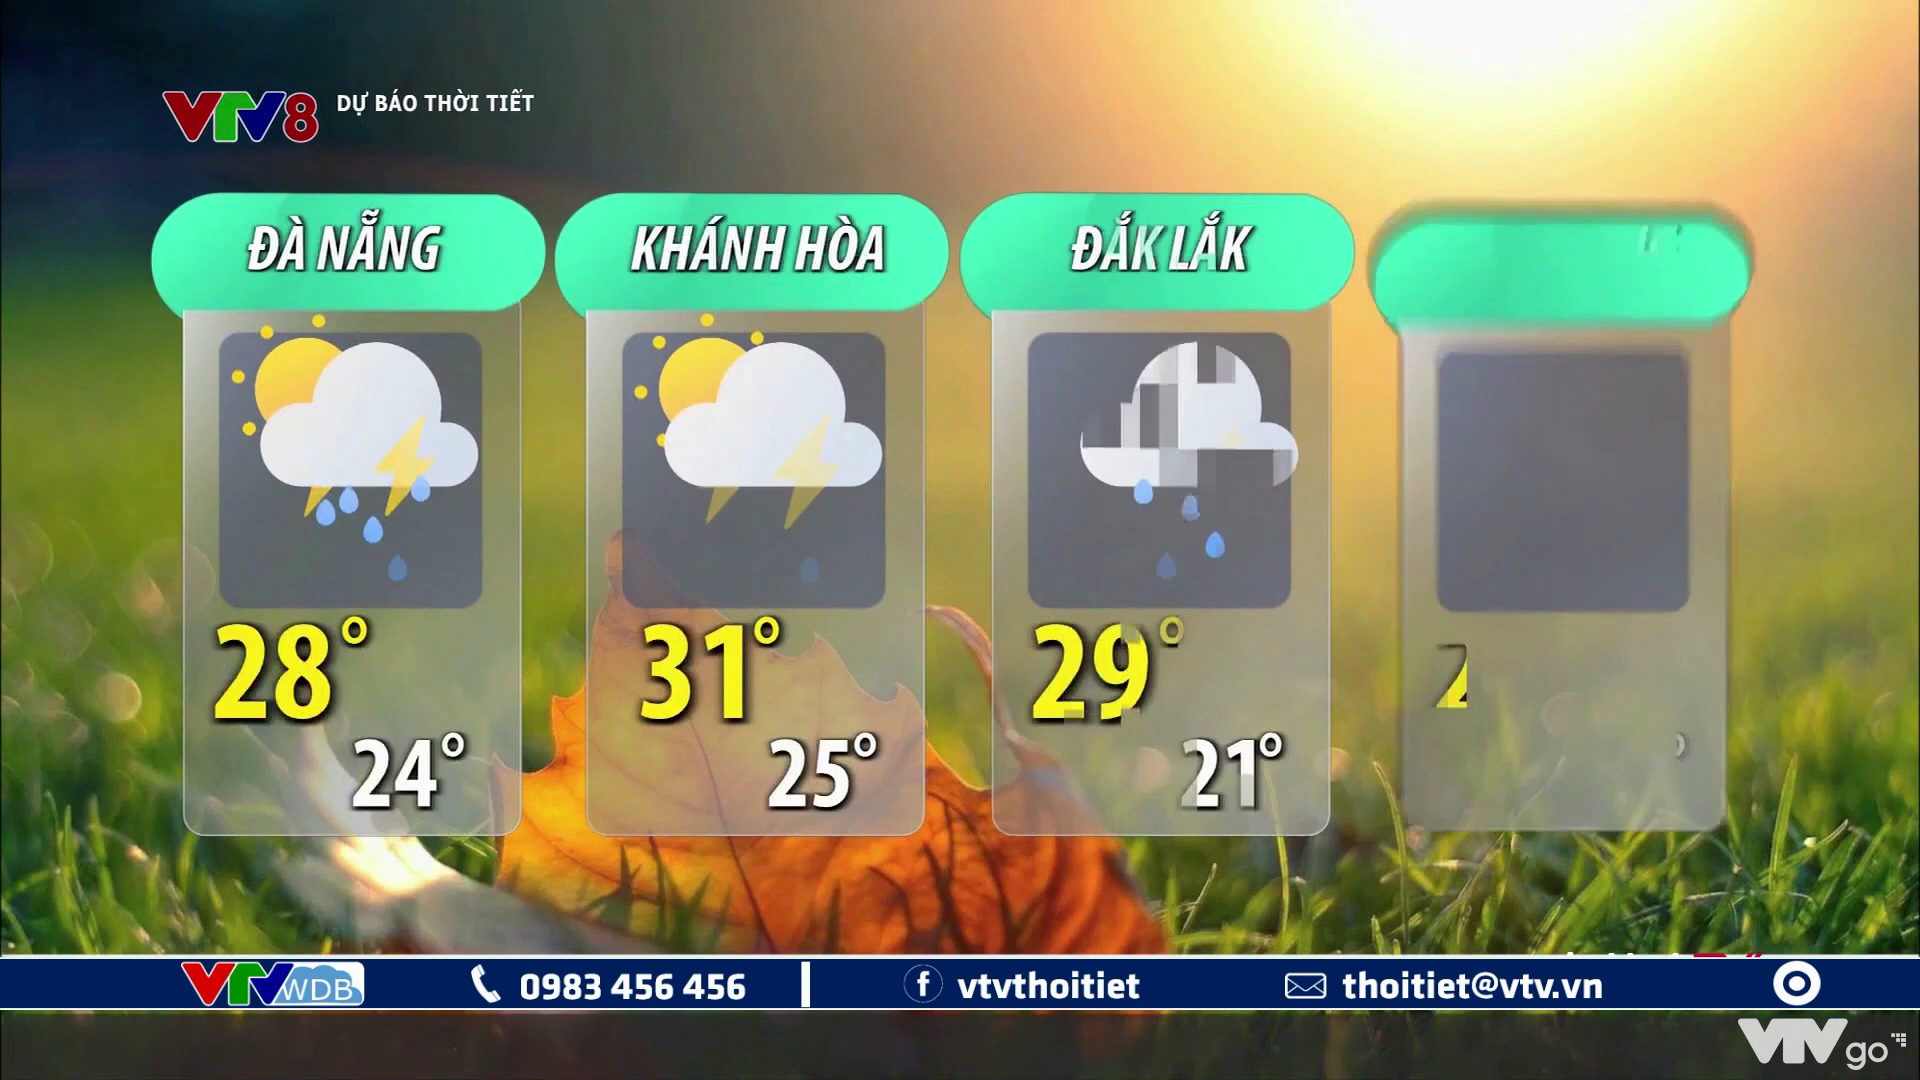 VTV8 DỰ BÁO THỜI TIẾT
ĐÀ NẴNG
28°
24°
KHÁNH HÒA
31°
25°
ĐẮK LẮK
29°
21°
VTV WDB
0983 456 456
vtvthoitiet
thoitiet@vtv.vn
VTV go